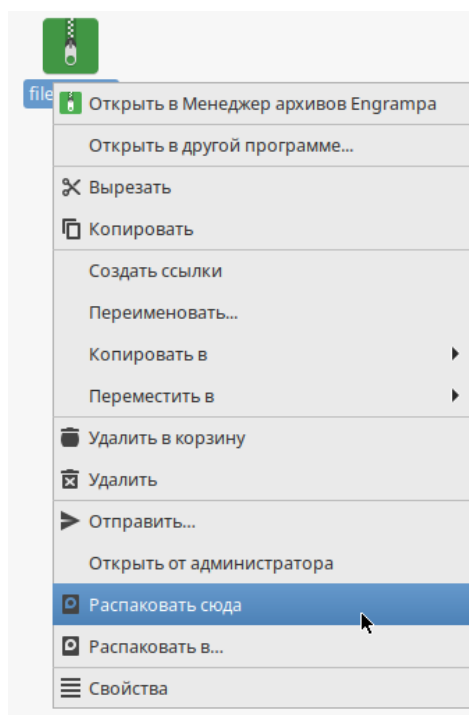 file
Открыть в Менеджер архивов Engrampa
Открыть в другой программе...
Вырезать
Копировать
Создать ссылки
Переименовать...
Копировать в
Переместить в
Удалить в корзину
Удалить
Отправить...
Открыть от администратора
Распаковать сюда
Распаковать в...
Свойства